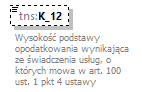 tns:K_12
Wysokość podstawy
opodatkowania wynikająca
ze świadczenia usług, o
których mowa w art. 100
ust. 1 pkt 4 ustawy